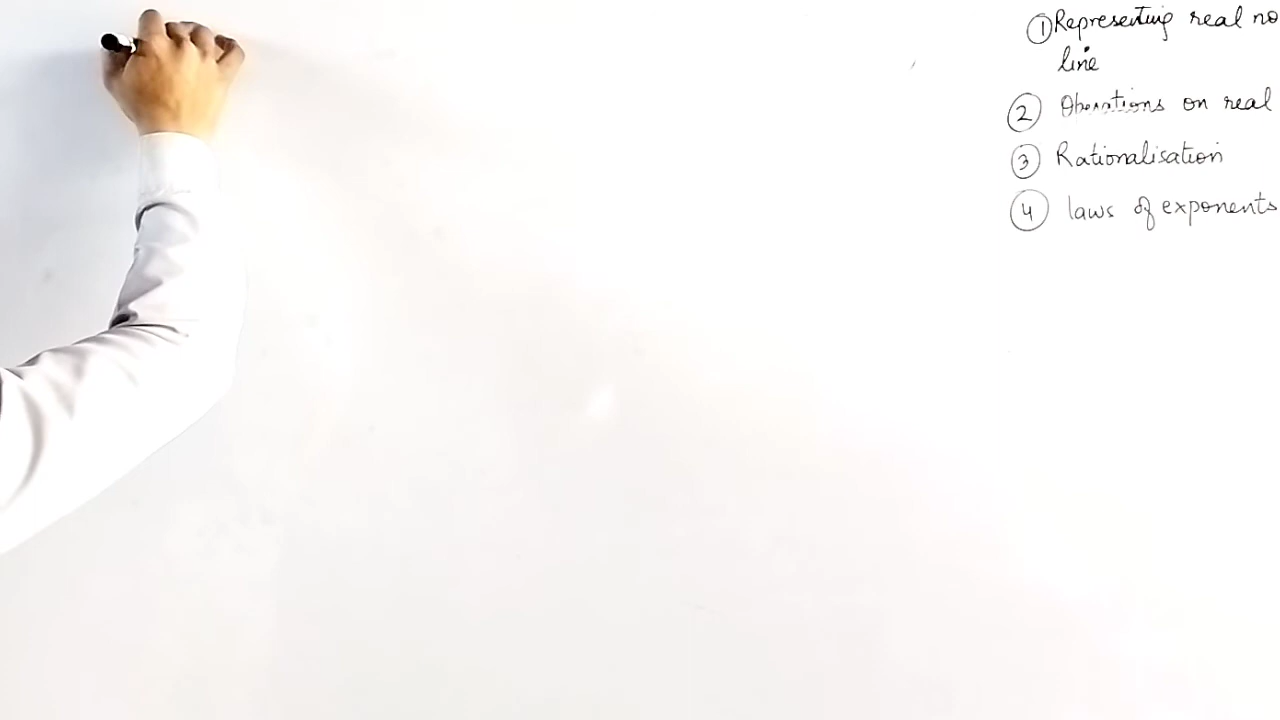 ① Representing real no
line
② Operations on real
③ Rationalisation
④ laws of exponents